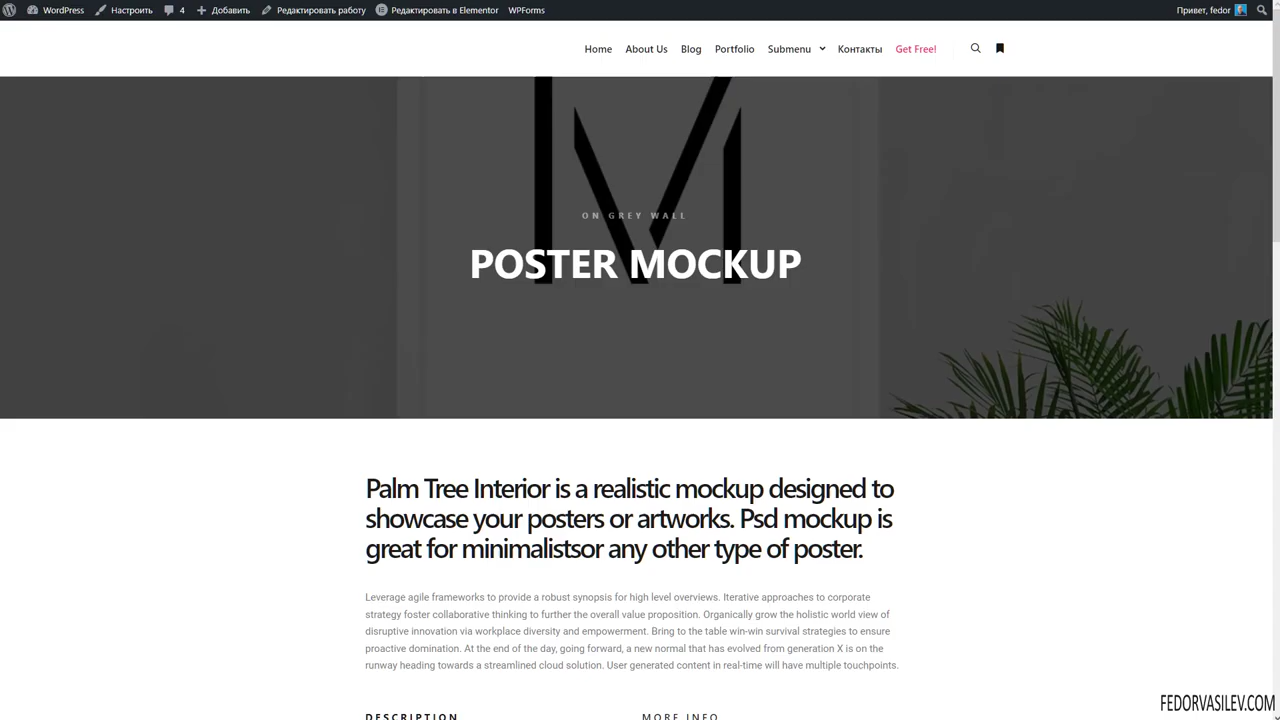 WordPress Настроить 4 Добавить Редактировать работу Редактировать в Elementor WPForms Привет, fedor
Home About Us Blog Portfolio Submenu Контакты Get Free!
M
ON GREY WALL
POSTER MOCKUP
Palm Tree Interior is a realistic mockup designed to
showcase your posters or artworks. Psd mockup is
great for minimalistsor any other type of poster.
Leverage agile frameworks to provide a robust synopsis for high level overviews. Iterative approaches to corporate
strategy foster collaborative thinking to further the overall value proposition. Organically grow the holistic world view of
disruptive innovation via workplace diversity and empowerment. Bring to the table win-win survival strategies to ensure
proactive domination. At the end of the day, going forward, a new normal that has evolved from generation X is on the
runway heading towards a streamlined cloud solution. User generated content in real-time will have multiple touchpoints.
FEDORVASILEV.COM
DESCRIPTION MORE INFO